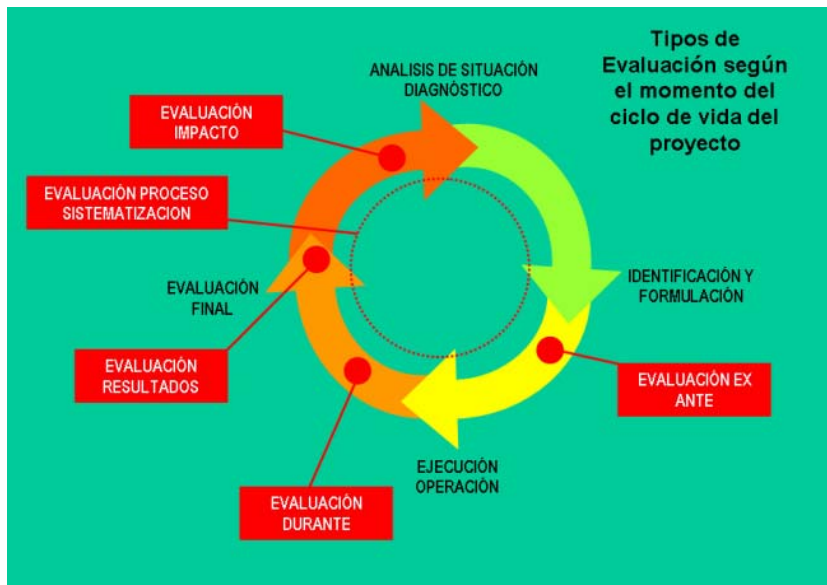 Tipos de
Evaluación según
el momento del
ciclo de vida del
proyecto
ANALISIS DE SITUACIÓN
DIAGNÓSTICO
EVALUACIÓN
IMPACTO
EVALUACIÓN PROCESO
SISTEMATIZACION
EVALUACIÓN
FINAL
IDENTIFICACIÓN Y
FORMULACIÓN
EVALUACIÓN
RESULTADOS
EVALUACIÓN EX
ANTE
EJECUCIÓN
OPERACIÓN
EVALUACIÓN
DURANTE